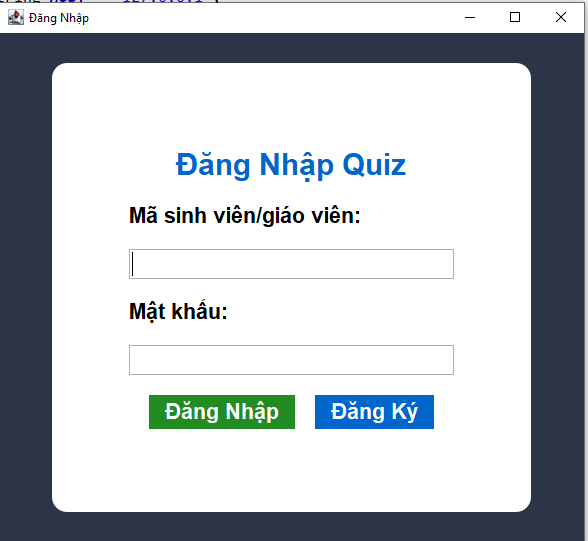 Đăng Nhập
Đăng Nhập Quiz
Mã sinh viên/giáo viên:
Mật khẩu:
Đăng Nhập
Đăng Ký